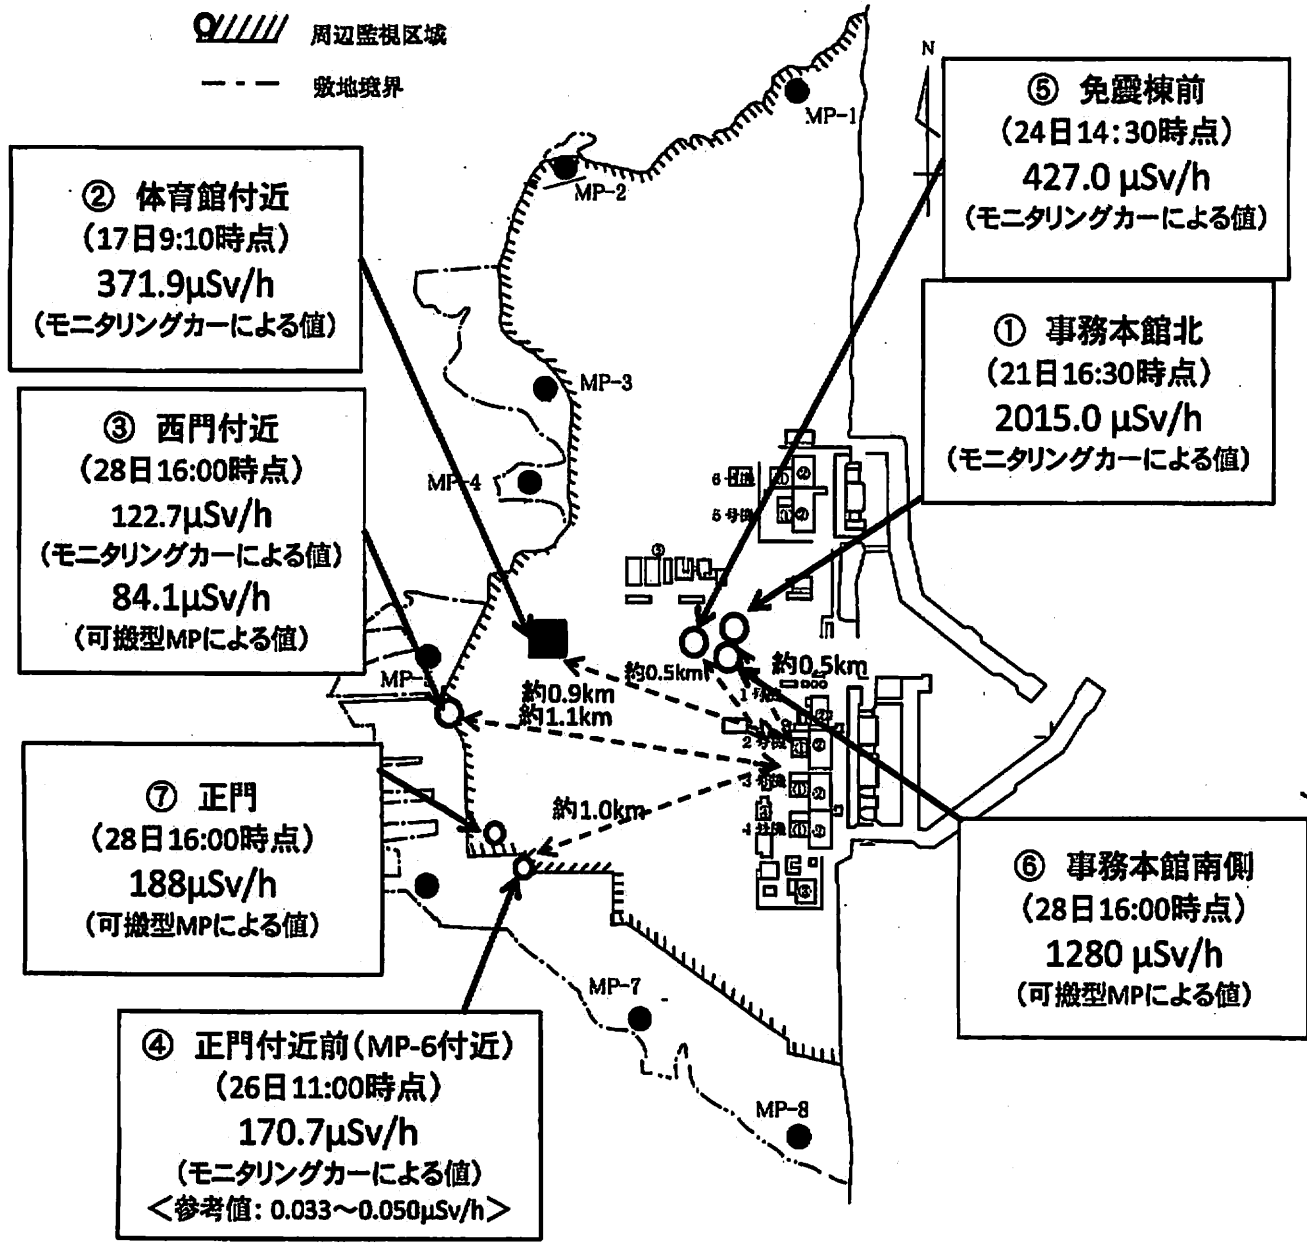 周辺監視区域
敷地境界
N
MP-1
MP-2
MP-3
MP-4
MP-7
MP-8
② 体育館付近
(17日9:10時点)
371.9μSv/h
(モニタリングカーによる値)
③ 西門付近
(28日16:00時点)
122.7μSv/h
(モニタリングカーによる値)
84.1μSv/h
(可搬型MPによる値)
⑦ 正門
(28日16:00時点)
188μSv/h
(可搬型MPによる値)
④ 正門付近前(MP-6付近)
(26日11:00時点)
170.7μSv/h
(モニタリングカーによる値)
<参考値: 0.033～0.050μSv/h>
⑤ 免震棟前
(24日14:30時点)
427.0 μSv/h
(モニタリングカーによる値)
① 事務本館北
(21日16:30時点)
2015.0 μSv/h
(モニタリングカーによる値)
⑥ 事務本館南側
(28日16:00時点)
1280 μSv/h
(可搬型MPによる値)
6号機
5号機
約0.5km
約0.5km
約0.9km
約1.1km
約1.0km
1号機
2号機
3号機
4号機